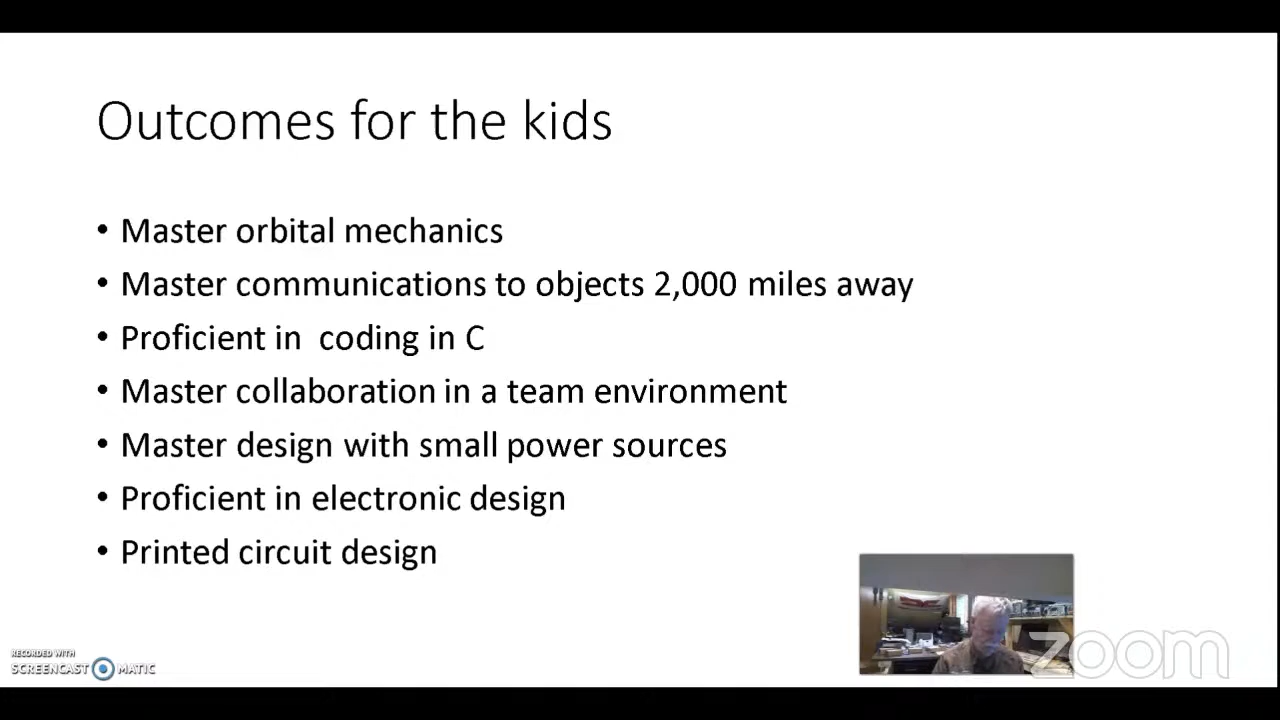 Outcomes for the kids
• Master orbital mechanics
• Master communications to objects 2,000 miles away
• Proficient in  coding in C
• Master collaboration in a team environment
• Master design with small power sources
• Proficient in electronic design
• Printed circuit design
RECORDED WITH
SCREENCAST MATIC
zoom